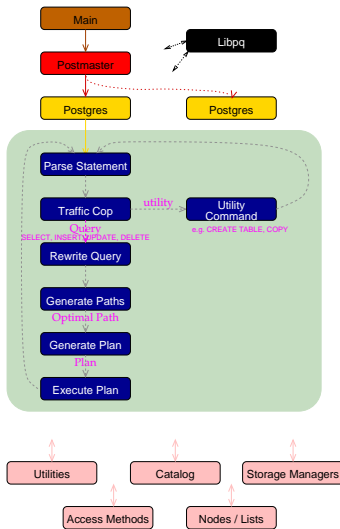 Main
Libpq
Postmaster
Postgres
Postgres
Parse Statement
utility
Traffic Cop
Utility
Command
Query
SELECT, INSERT, UPDATE, DELETE
e.g. CREATE TABLE, COPY
Rewrite Query
Generate Paths
Optimal Path
Generate Plan
Plan
Execute Plan
Utilities
Catalog
Storage Managers
Access Methods
Nodes / Lists